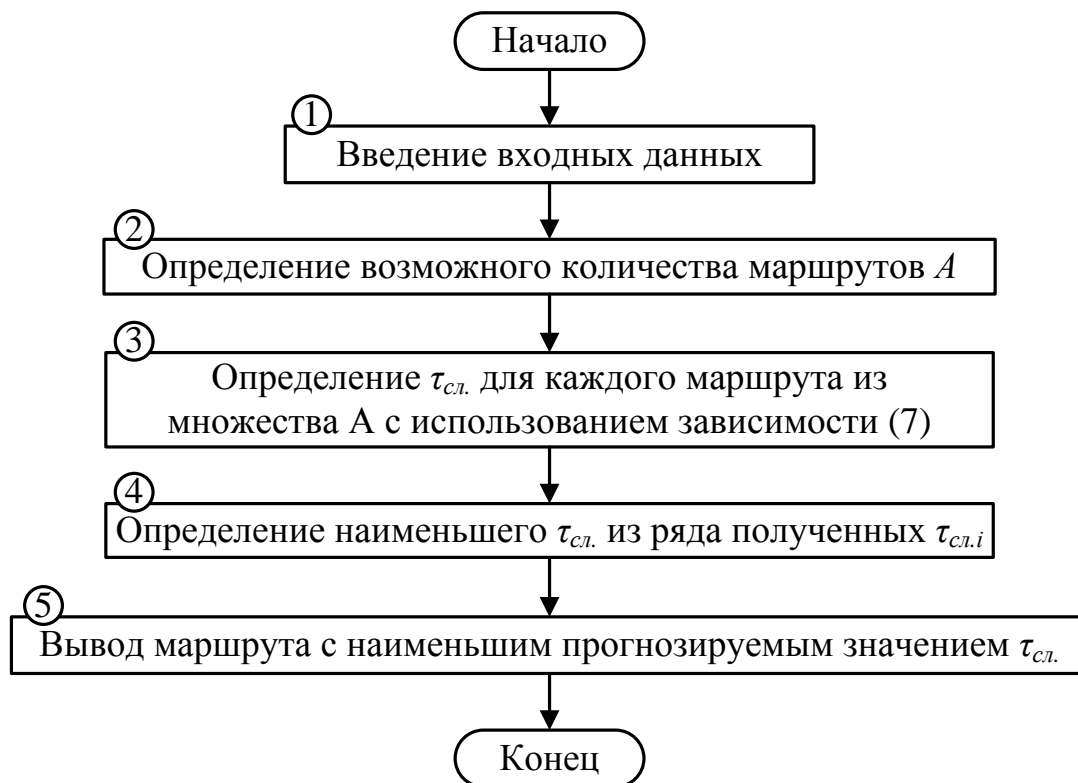 Начало
1
Введение входных данных
2
Определение возможного количества маршрутов A
3
Определение τсл. для каждого маршрута из
множества А с использованием зависимости (7)
4
Определение наименьшего τсл. из ряда полученных τсл.i
5
Вывод маршрута с наименьшим прогнозируемым значением τсл.
Конец